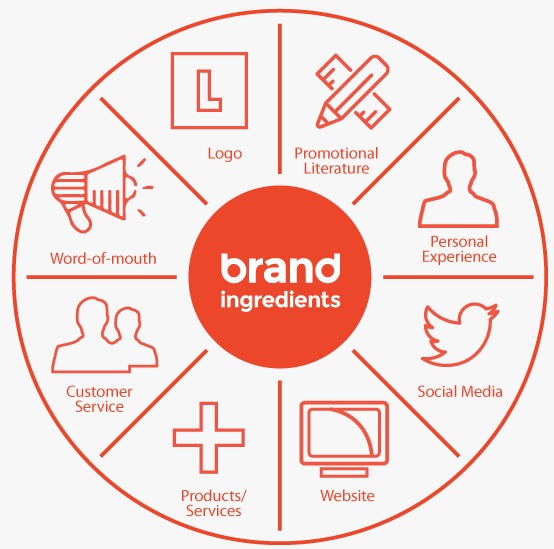 L
Logo
Promotional
Literature
Personal
Experience
Social Media
Website
Products/
Services
Customer
Service
Word-of-mouth
brand
ingredients